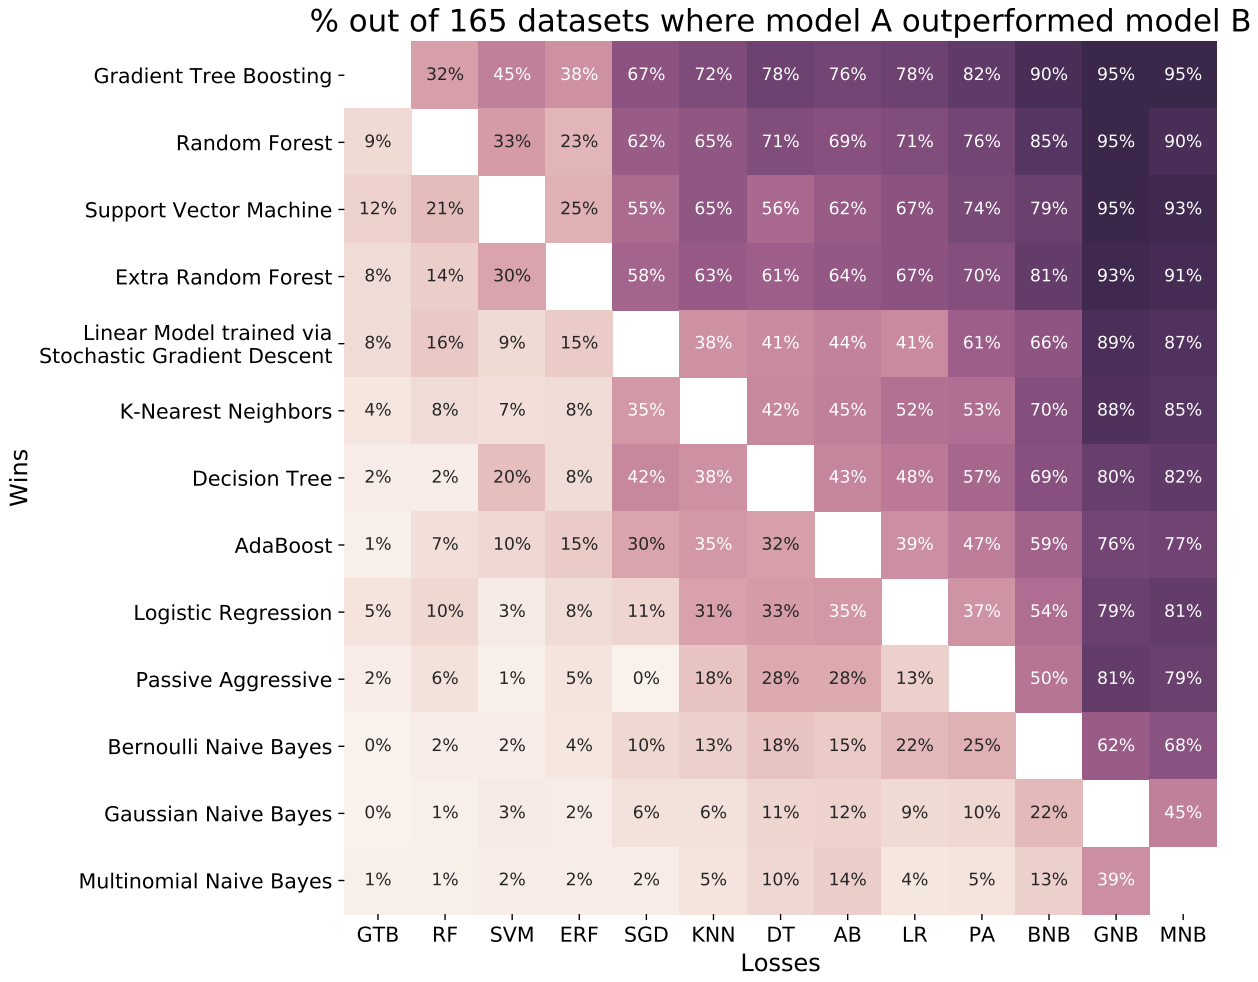 % out of 165 datasets where model A outperformed model B
Gradient Tree Boosting 32% 45% 38% 67% 72% 78% 76% 78% 82% 90% 95% 95%
Random Forest 9% 33% 23% 62% 65% 71% 69% 71% 76% 85% 95% 90%
Support Vector Machine 12% 21% 25% 55% 65% 56% 62% 67% 74% 79% 95% 93%
Extra Random Forest 8% 14% 30% 58% 63% 61% 64% 67% 70% 81% 93% 91%
Linear Model trained via
Stochastic Gradient Descent 8% 16% 9% 15% 38% 41% 44% 41% 61% 66% 89% 87%
K-Nearest Neighbors 4% 8% 7% 8% 35% 42% 45% 52% 53% 70% 88% 85%
Wins
Decision Tree 2% 2% 20% 8% 42% 38% 43% 48% 57% 69% 80% 82%
AdaBoost 1% 7% 10% 15% 30% 35% 32% 39% 47% 59% 76% 77%
Logistic Regression 5% 10% 3% 8% 11% 31% 33% 35% 37% 54% 79% 81%
Passive Aggressive 2% 6% 1% 5% 0% 18% 28% 28% 13% 50% 81% 79%
Bernoulli Naive Bayes 0% 2% 2% 4% 10% 13% 18% 15% 22% 25% 62% 68%
Gaussian Naive Bayes 0% 1% 3% 2% 6% 6% 11% 12% 9% 10% 22% 45%
Multinomial Naive Bayes 1% 1% 2% 2% 2% 5% 10% 14% 4% 5% 13% 39%
GTB RF SVM ERF SGD KNN DT AB LR PA BNB GNB MNB
Losses